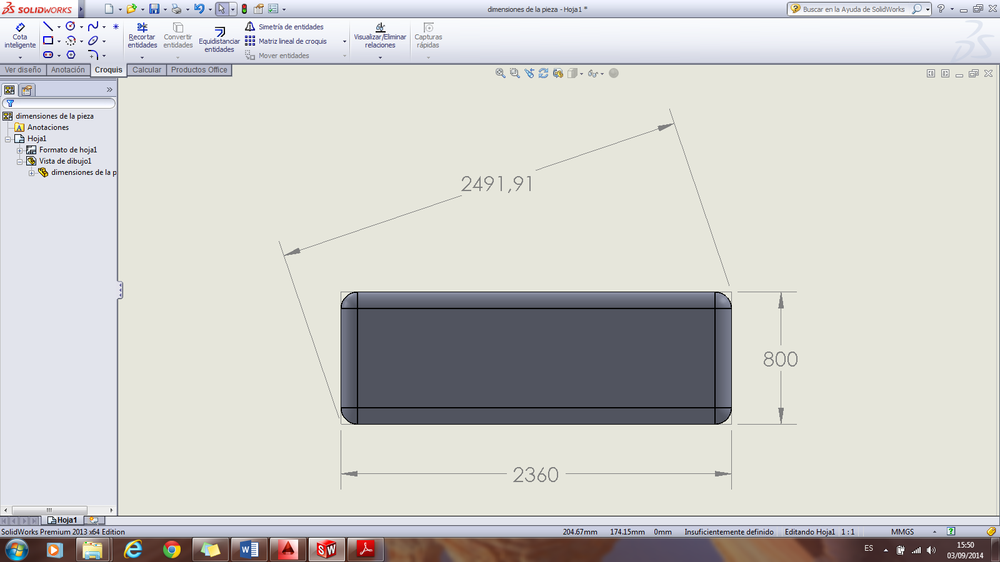 SOLIDWORKS
dimensiones de la pieza - Hoja1 *
Buscar en la Ayuda de SolidWorks
Cota inteligente
Recortar entidades
Convertir entidades
Equidistanciar entidades
Simetría de entidades
Matriz lineal de croquis
Mover entidades
Visualizar/Eliminar relaciones
Capturas rápidas
Ver diseño
Anotación
Croquis
Calcular
Productos Office
dimensiones de la pieza
Anotaciones
Hoja1
Formato de hoja1
Vista de dibujo1
dimensiones de la p
2491,91
800
2360
Hoja1
SolidWorks Premium 2013 x64 Edition
204.67mm 174.15mm 0mm Insuficientemente definido Editando Hoja1 1 : 1 MMGS
ES
15:50
03/09/2014